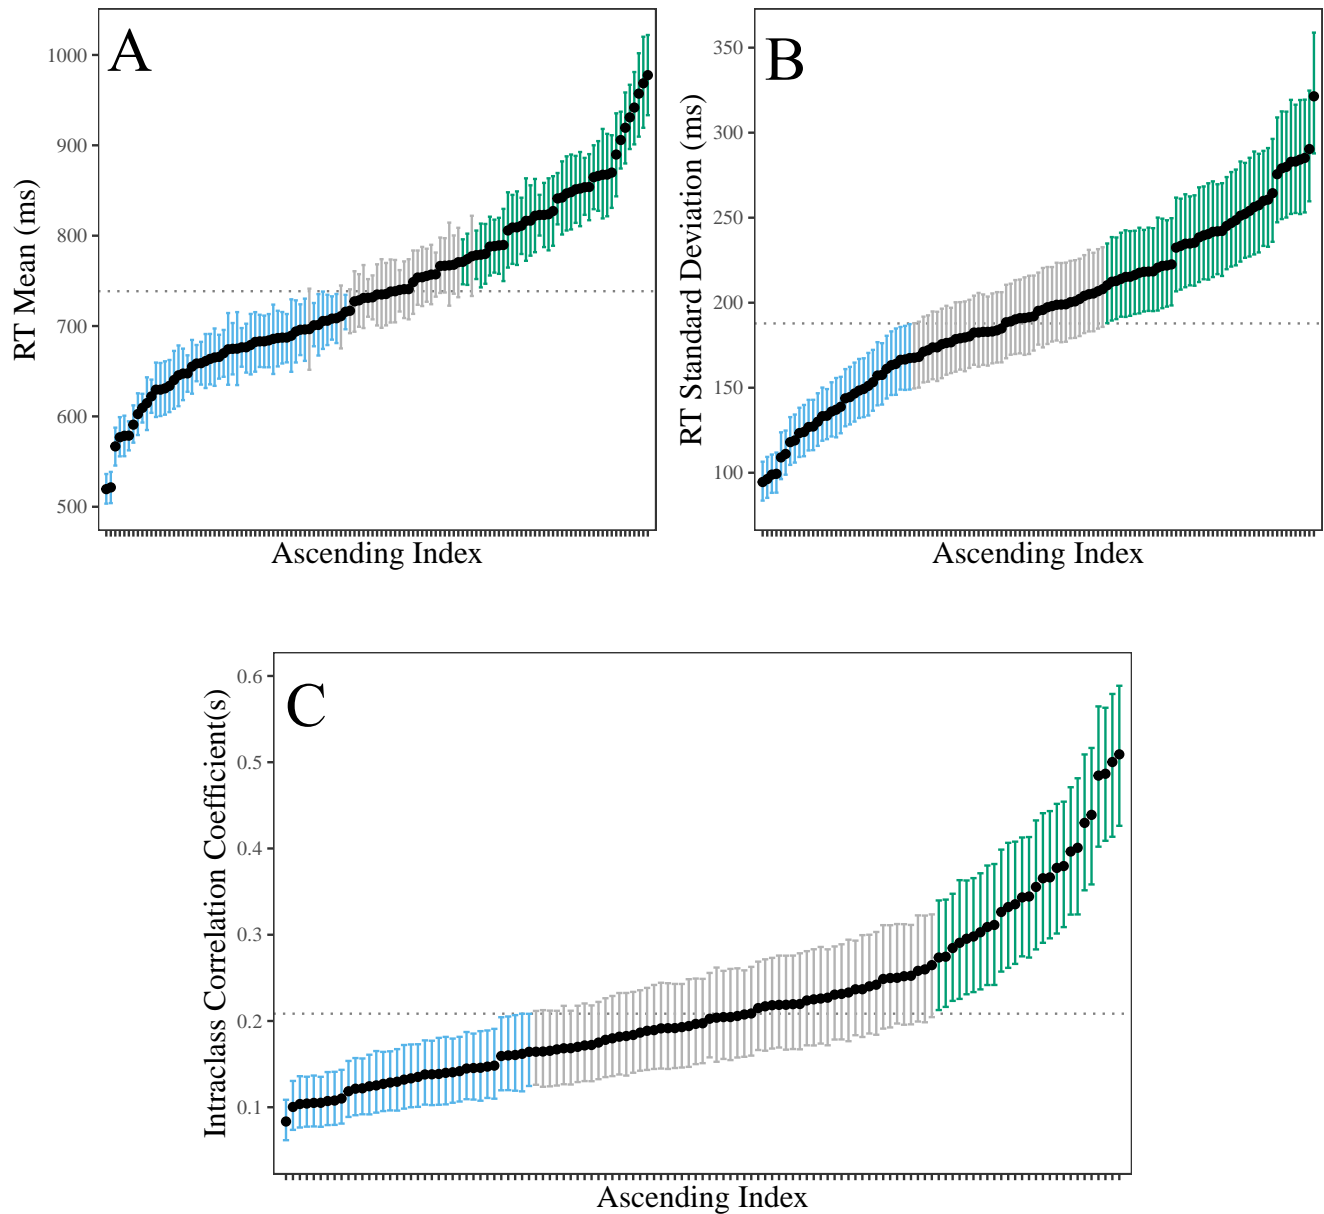 A
RT Mean (ms)
1000
900
800
700
600
500
Ascending Index
B
RT Standard Deviation (ms)
350
300
250
200
150
100
Ascending Index
C
Intraclass Correlation Coefficient(s)
0.6
0.5
0.4
0.3
0.2
0.1
Ascending Index